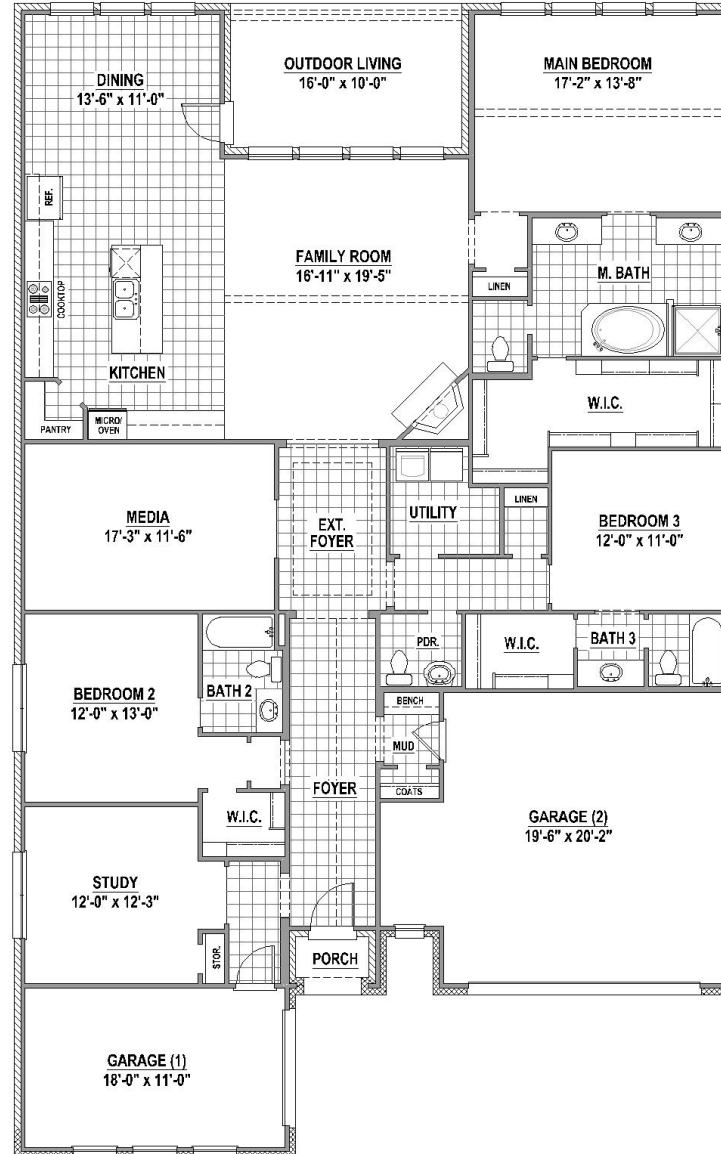 OUTDOOR LIVING
16'-0" x 10'-0"
MAIN BEDROOM
17'-2" x 13'-8"
DINING
13'-6" x 11'-0"
REF.
FAMILY ROOM
16'-11" x 19'-5"
M. BATH
LINEN
COOKTOP
KITCHEN
W.I.C.
PANTRY
MICRO/
OVEN
MEDIA
17'-3" x 11'-6"
EXT.
FOYER
UTILITY
LINEN
BEDROOM 3
12'-0" x 11'-0"
PDR.
W.I.C.
BATH 3
BEDROOM 2
12'-0" x 13'-0"
BATH 2
BENCH
MUD
COATS
FOYER
W.I.C.
GARAGE (2)
19'-6" x 20'-2"
STUDY
12'-0" x 12'-3"
STOR.
PORCH
GARAGE (1)
18'-0" x 11'-0"